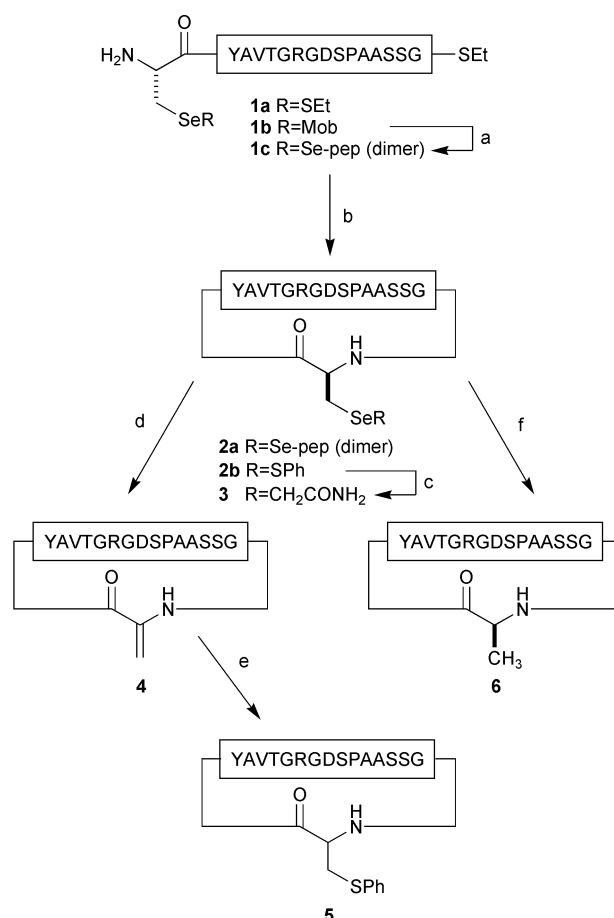 O
H2N
YAVTGRGDSPAASSG
SEt
SeR
1a R=SEt
1b R=Mob
a
1c R=Se-pep (dimer)
b
YAVTGRGDSPAASSG
O
H
N
SeR
d
f
2a R=Se-pep (dimer)
2b R=SPh
c
3 R=CH2CONH2
YAVTGRGDSPAASSG
O
H
N
4
YAVTGRGDSPAASSG
O
H
N
CH3
6
e
YAVTGRGDSPAASSG
O
H
N
SPh
5